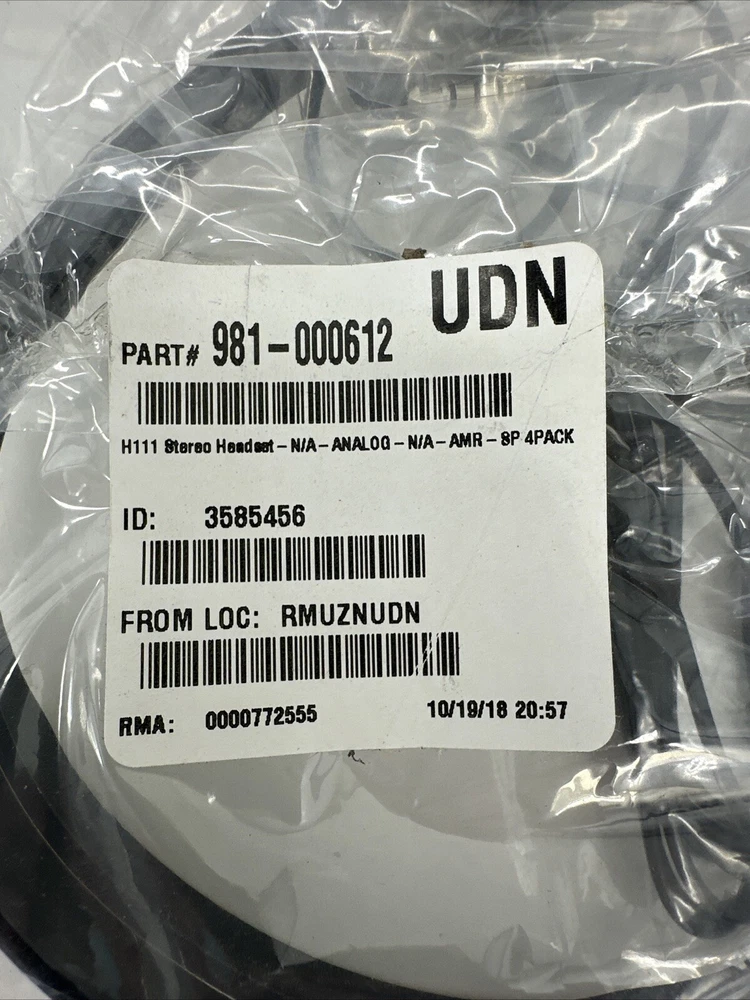 UDN
PART# 981-000612
H111 Stereo Headset - N/A - ANALOG - N/A - AMR - SP 4PACK
ID: 3585456
FROM LOC: RMUZNUDN
RMA: 0000772555 10/19/18 20:57